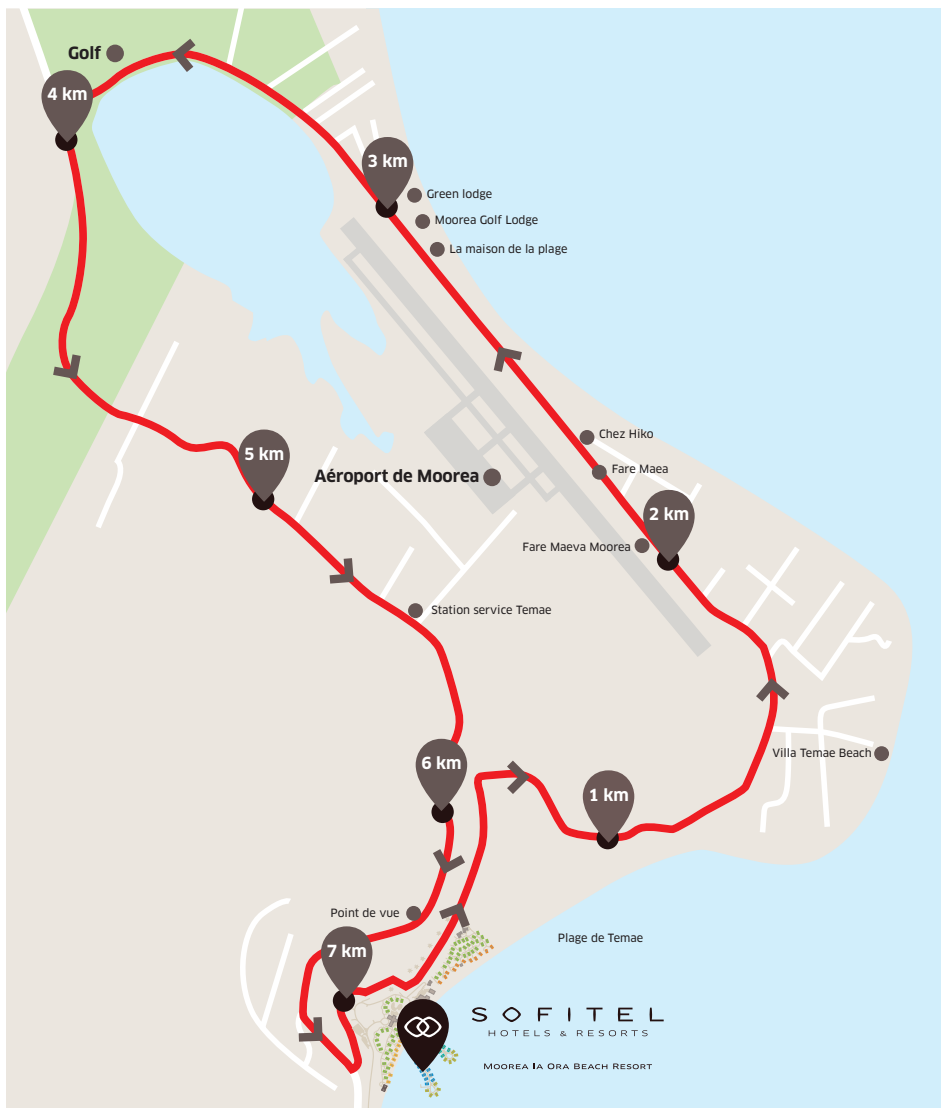 Golf
4 km
3 km
Green lodge
Moorea Golf Lodge
La maison de la plage
Chez Hiko
5 km
Aéroport de Moorea
Fare Maea
2 km
Fare Maeva Moorea
Station service Temae
6 km
Villa Temae Beach
1 km
Point de vue
Plage de Temae
7 km
SOFITEL
HOTELS & RESORTS
MOOREA IA ORA BEACH RESORT